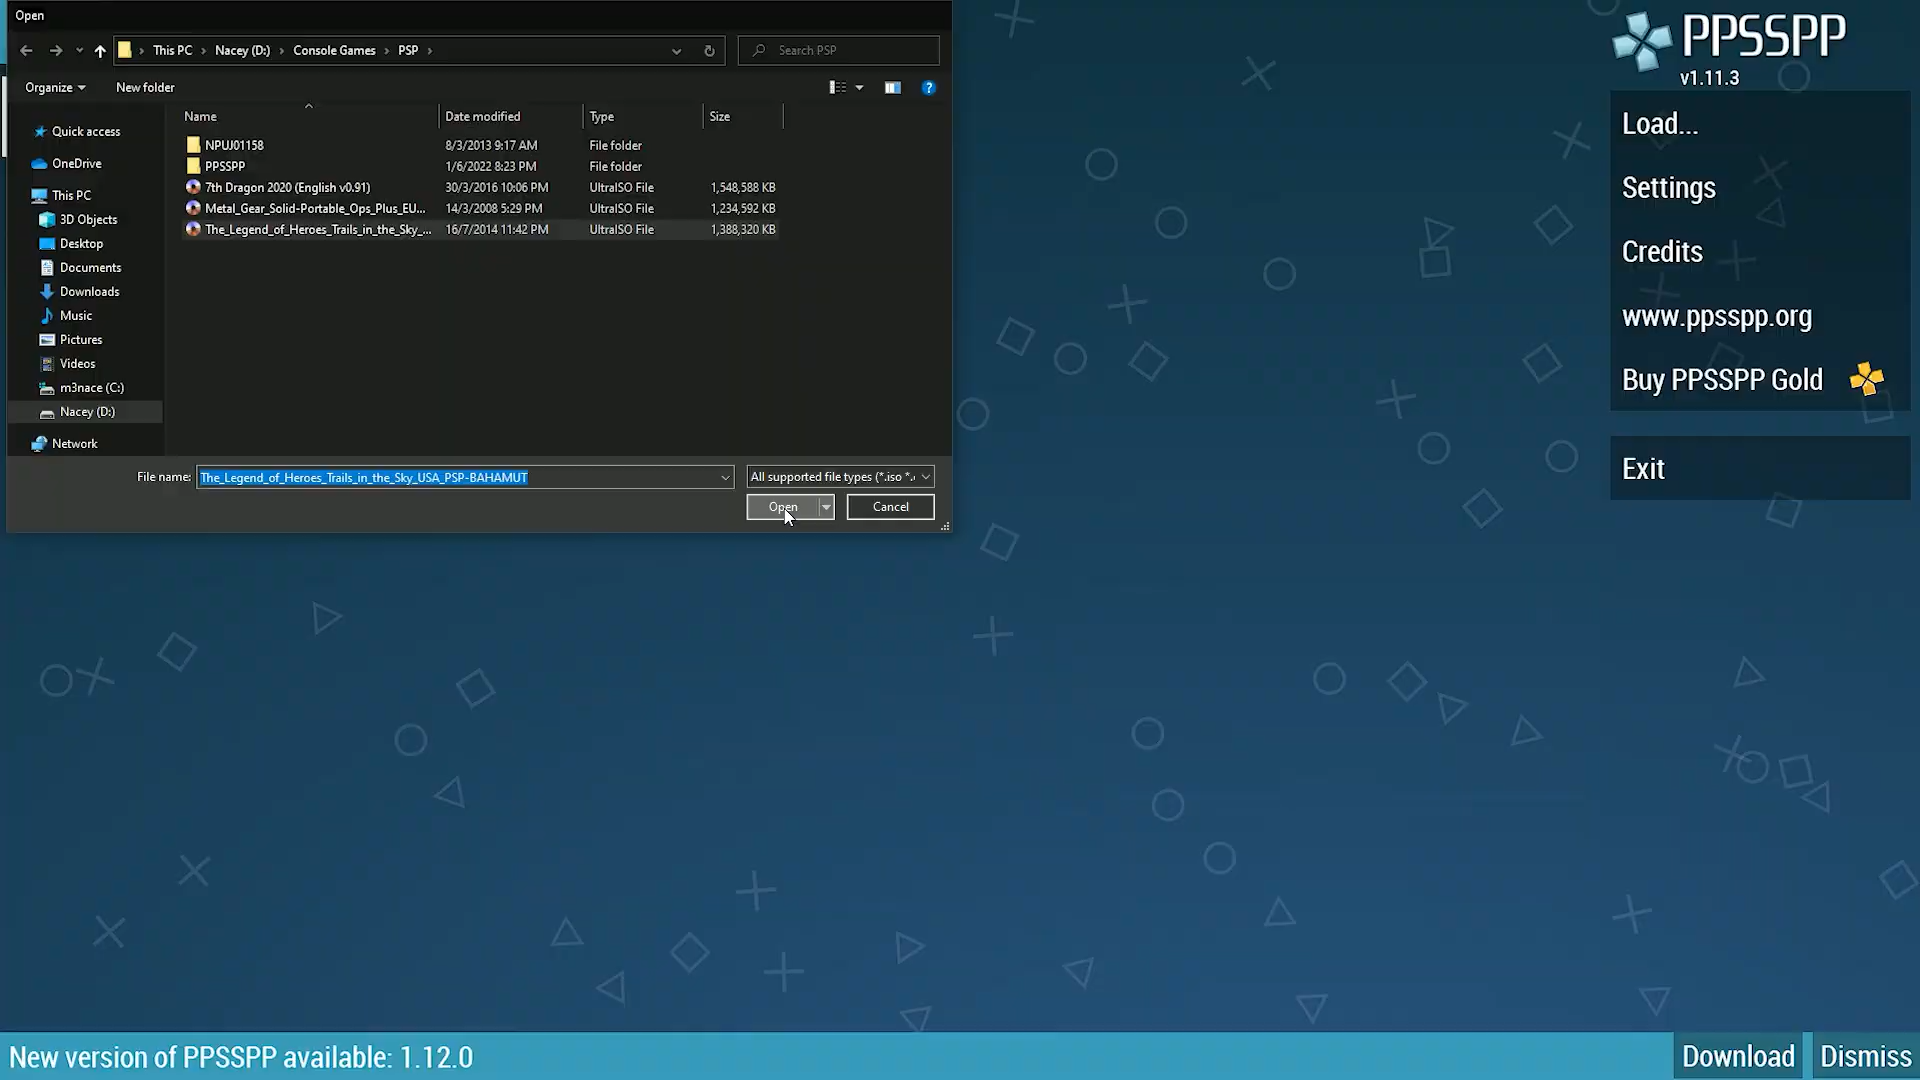 Open
This PC > Nacey (D:) > Console Games > PSP >
Search PSP
Organize
New folder
?
Name
Date modified
Type
Size
NPUJ01158
8/3/2013 9:17 AM
File folder
PPSSPP
1/6/2022 8:23 PM
File folder
7th Dragon 2020 (English v0.91)
30/3/2016 10:06 PM
UltraISO File
1,548,588 KB
Metal_Gear_Solid-Portable_Ops_Plus_EU...
14/3/2008 5:29 PM
UltraISO File
1,234,592 KB
The_Legend_of_Heroes_Trails_in_the_Sky_...
16/7/2014 11:42 PM
UltraISO File
1,388,320 KB
Quick access
OneDrive
This PC
3D Objects
Desktop
Documents
Downloads
Music
Pictures
Videos
m3nace (C:)
Nacey (D:)
Network
File name:
The_Legend_of_Heroes_Trails_in_the_Sky_USA_PSP-BAHAMUT
All supported file types (*.iso *.
Open
Cancel
PPSSPP
v1.11.3
Load...
Settings
Credits
www.ppsspp.org
Buy PPSSPP Gold
Exit
New version of PPSSPP available: 1.12.0
Download
Dismiss